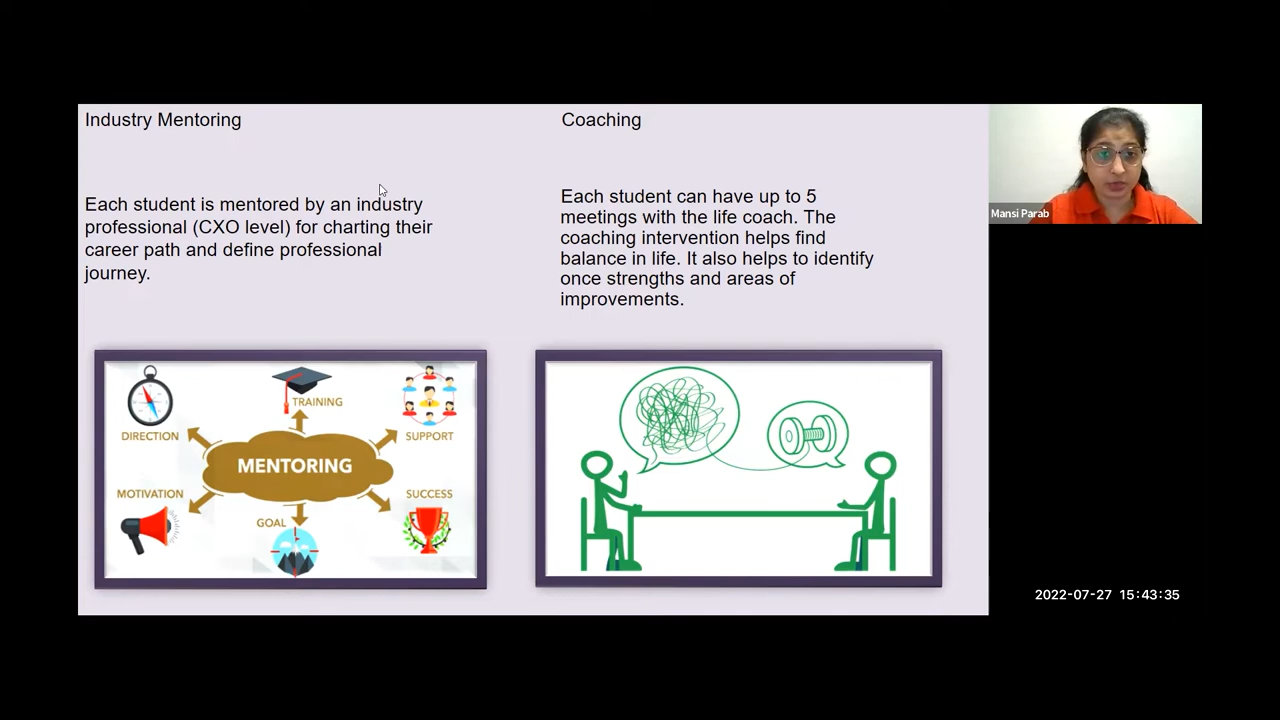 Industry Mentoring
Each student is mentored by an industry
professional (CXO level) for charting their
career path and define professional
journey.
DIRECTION
TRAINING
SUPPORT
MENTORING
MOTIVATION
GOAL
SUCCESS
Coaching
Each student can have up to 5
meetings with the life coach. The
coaching intervention helps find
balance in life. It also helps to identify
once strengths and areas of
improvements.
Mansi Parab
2022-07-27 15:43:35